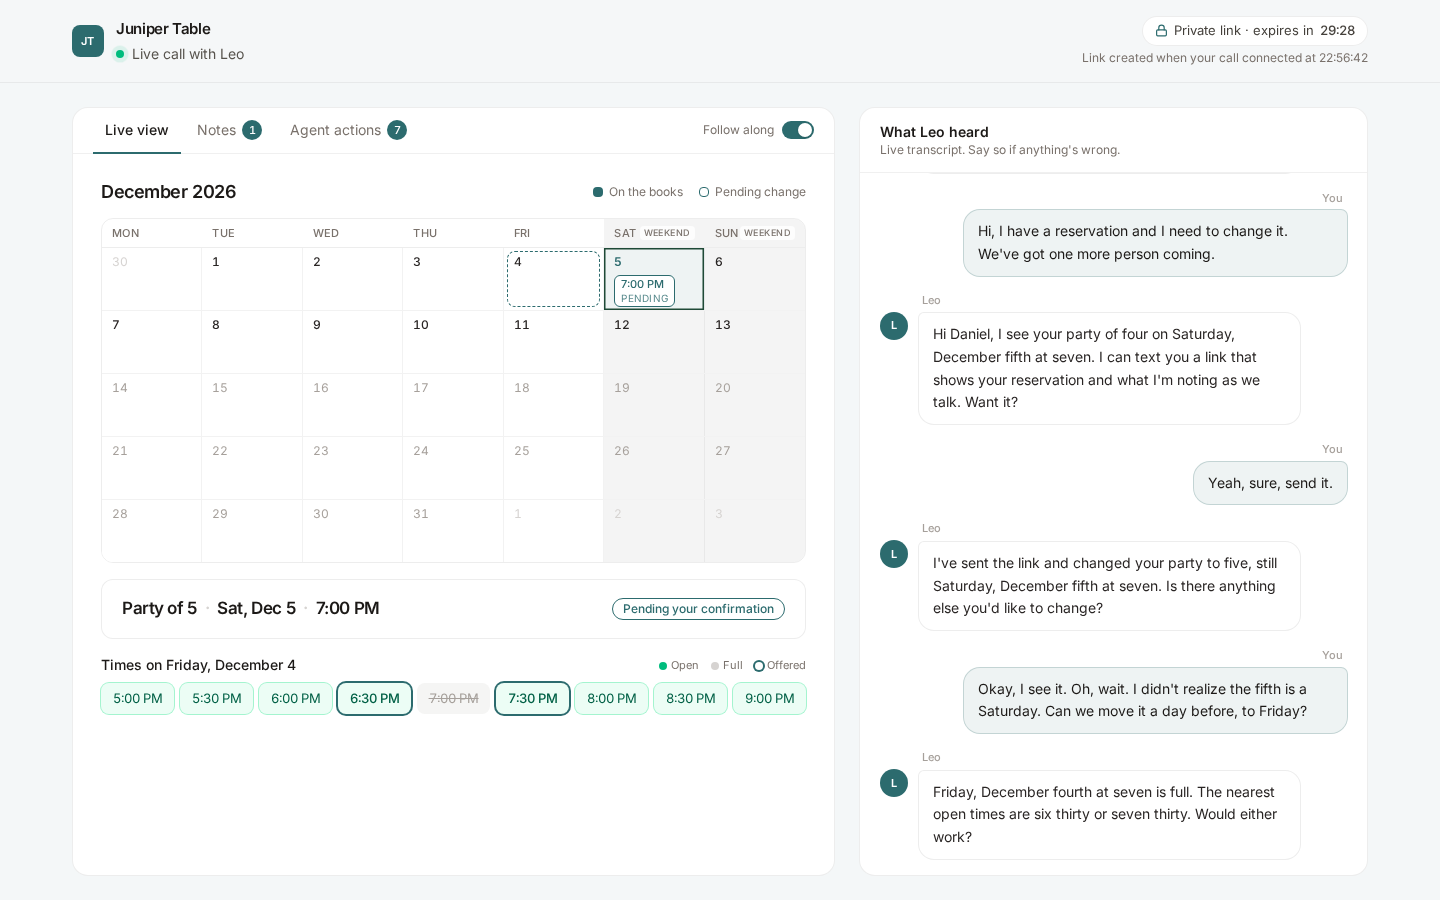 JT
Juniper Table
Live call with Leo
Private link · expires in 29:28
Link created when your call connected at 22:56:42
Live view
Notes 1
Agent actions 7
Follow along
December 2026
On the books
Pending change
MON TUE WED THU FRI SAT WEEKEND SUN WEEKEND
30 1 2 3 4 5 6
7:00 PM
PENDING
7 8 9 10 11 12 13
14 15 16 17 18 19 20
21 22 23 24 25 26 27
28 29 30 31 1 2 3
Party of 5 · Sat, Dec 5 · 7:00 PM
Pending your confirmation
Times on Friday, December 4
Open Full Offered
5:00 PM 5:30 PM 6:00 PM 6:30 PM 7:00 PM 7:30 PM 8:00 PM 8:30 PM 9:00 PM
What Leo heard
Live transcript. Say so if anything's wrong.
You
Hi, I have a reservation and I need to change it.
We've got one more person coming.
Leo
L
Hi Daniel, I see your party of four on Saturday,
December fifth at seven. I can text you a link that
shows your reservation and what I'm noting as we
talk. Want it?
You
Yeah, sure, send it.
Leo
L
I've sent the link and changed your party to five, still
Saturday, December fifth at seven. Is there anything
else you'd like to change?
You
Okay, I see it. Oh, wait. I didn't realize the fifth is a
Saturday. Can we move it a day before, to Friday?
Leo
L
Friday, December fourth at seven is full. The nearest
open times are six thirty or seven thirty. Would either
work?